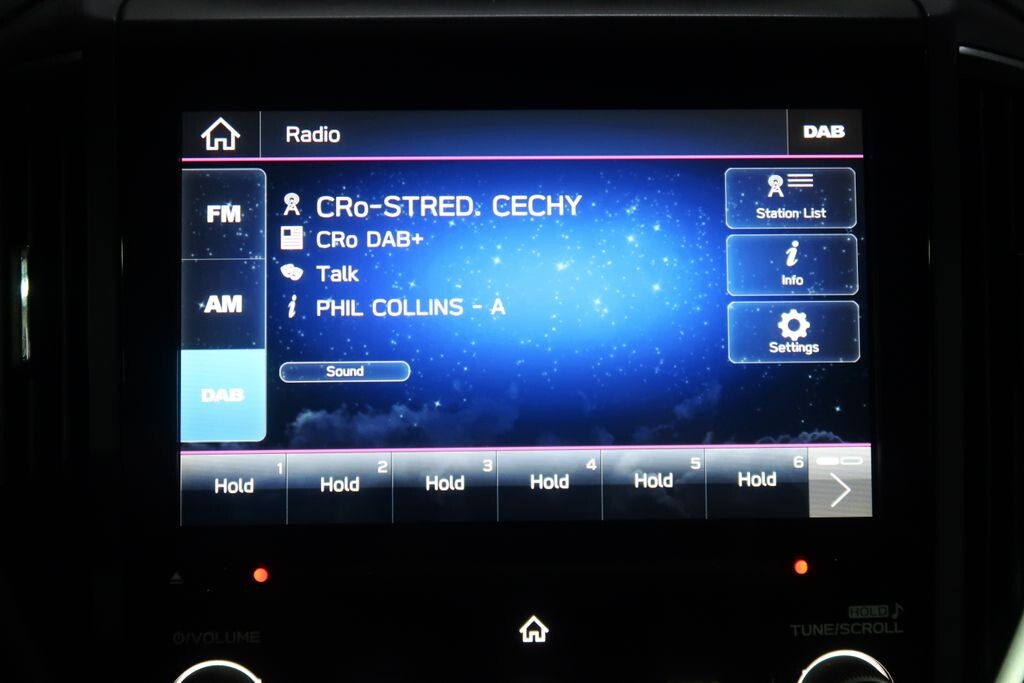 Radio
DAB
FM
AM
DAB
CRo-STRED. CECHY
CRo DAB+
Talk
i PHIL COLLINS - A
Sound
Station List
i
Info
Settings
1
Hold
2
Hold
3
Hold
4
Hold
5
Hold
6
Hold
/VOLUME
HOLD
TUNE/SCROLL